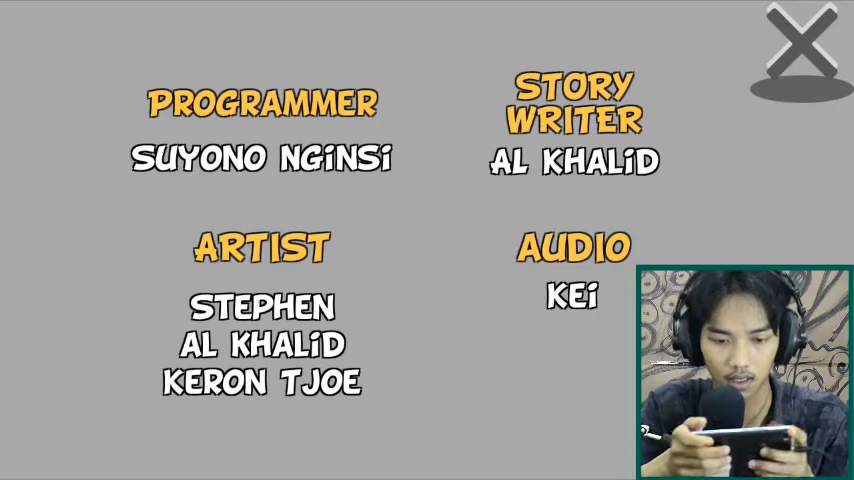 PROGRAMMER
SUYONO NGiNSi
STORY
WRITER
AL KHALiD
ARTIST
STEPHEN
AL KHALiD
KERON TJOE
AUDIO
KEi